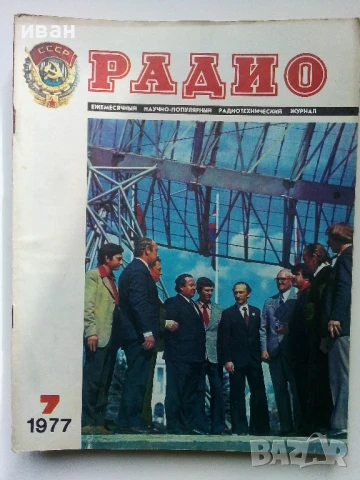 иван
СССР
РАДИО
ЕЖЕМЕСЯЧНЫЙ НАУЧНО-ПОПУЛЯРНЫЙ РАДИОТЕХНИЧЕСКИЙ ЖУРНАЛ
7
1977
BAZAR